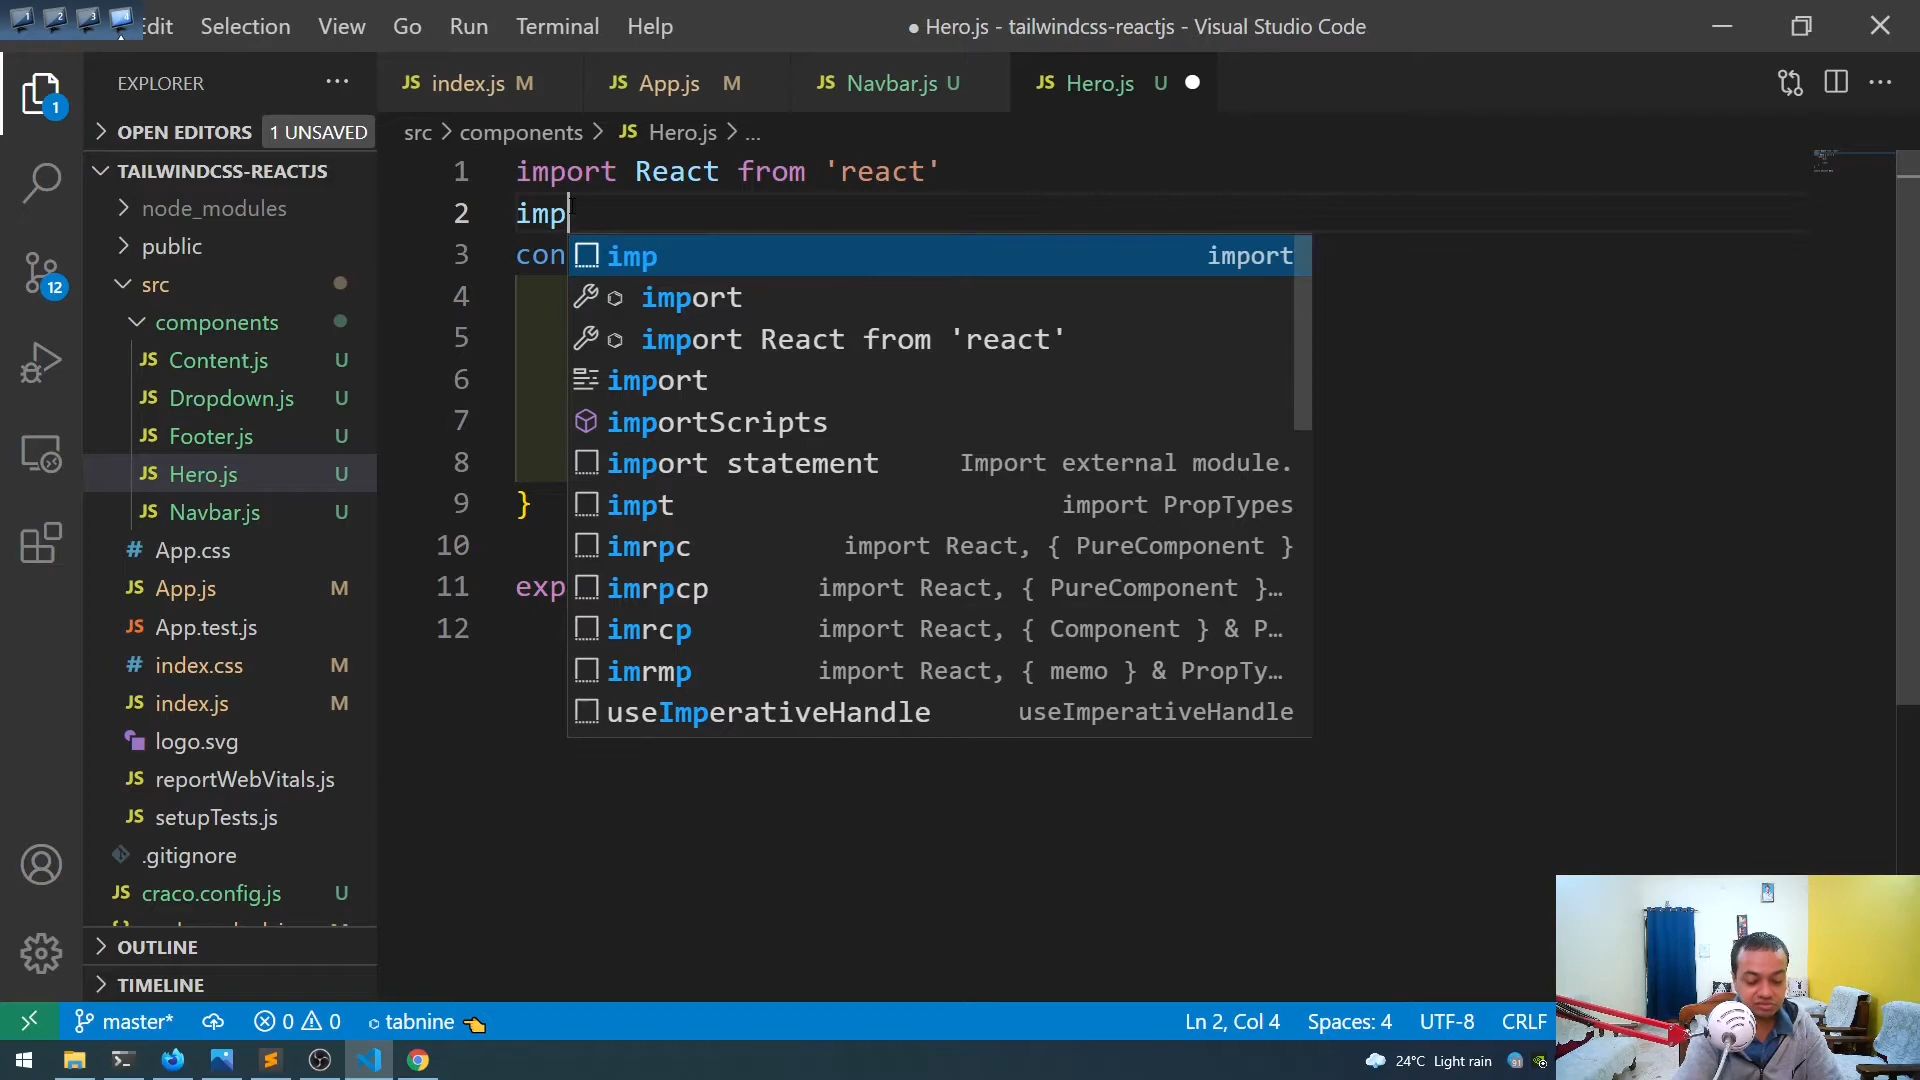 1 2 3 4 Edit Selection View Go Run Terminal Help
● Hero.js - tailwindcss-reactjs - Visual Studio Code
EXPLORER ···
JS index.js M JS App.js M JS Navbar.js U JS Hero.js U ●
OPEN EDITORS 1 UNSAVED
src > components > JS Hero.js > ...
TAILWINDCSS-REACTJS
node_modules
public
src
components
JS Content.js U
JS Dropdown.js U
JS Footer.js U
JS Hero.js U
JS Navbar.js U
# App.css
JS App.js M
JS App.test.js
# index.css M
JS index.js M
logo.svg
JS reportWebVitals.js
JS setupTests.js
.gitignore
JS craco.config.js U
OUTLINE
TIMELINE
1
12
1 import React from 'react'
2 imp
3 con
4
5
6
7
8
9 }
10
11 exp
12
imp import
import
import React from 'react'
import
importScripts
import statement Import external module.
impt import PropTypes
imrpc import React, { PureComponent }
imrpcp import React, { PureComponent }…
imrcp import React, { Component } & P…
imrmp import React, { memo } & PropTy…
useImperativeHandle useImperativeHandle
master* 0 0 tabnine
Ln 2, Col 4 Spaces: 4 UTF-8 CRLF
24°C Light rain 91